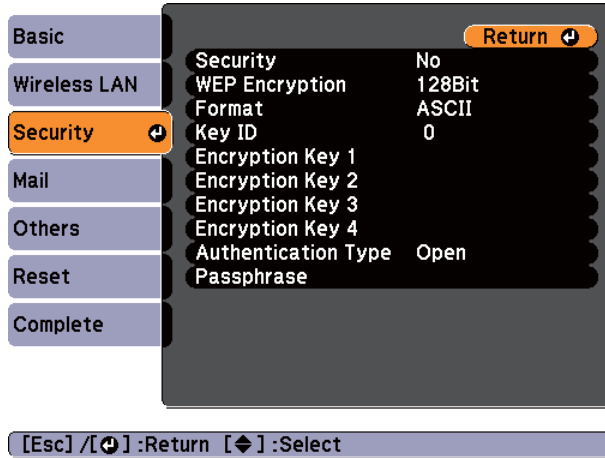 Basic
Wireless LAN
Security
Mail
Others
Reset
Complete
Return
Security No
WEP Encryption 128Bit
Format ASCII
Key ID 0
Encryption Key 1
Encryption Key 2
Encryption Key 3
Encryption Key 4
Authentication Type Open
Passphrase
[Esc] /[⏎] :Return [◆] :Select